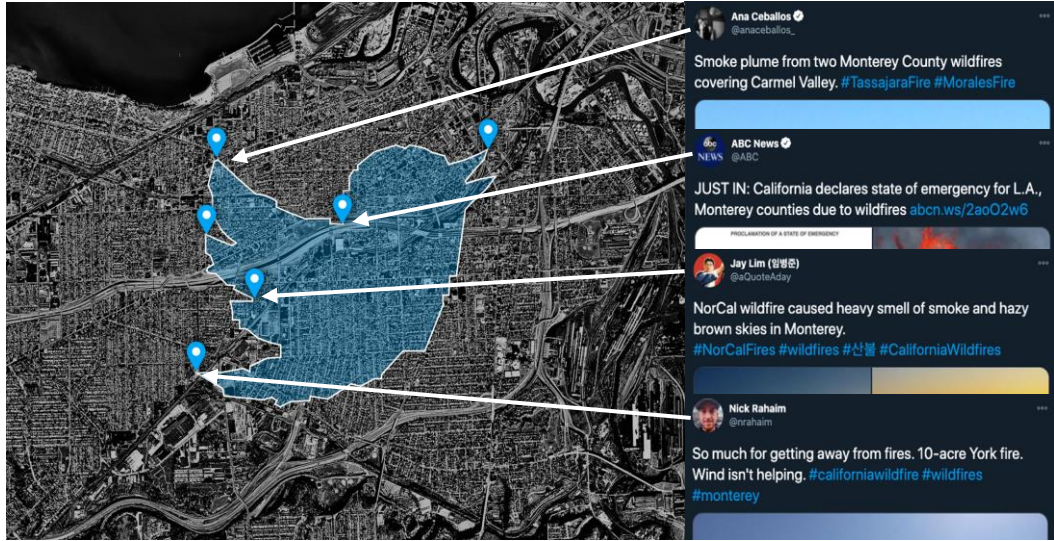 Ana Ceballos
@anaceballos_
Smoke plume from two Monterey County wildfires
covering Carmel Valley. #TassajaraFire #MoralesFire
abc
NEWS
ABC News
@ABC
JUST IN: California declares state of emergency for L.A.,
Monterey counties due to wildfires abcn.ws/2aoO2w6
PROCLAMATION OF A STATE OF EMERGENCY
Jay Lim (임병준)
@aQuoteAday
NorCal wildfire caused heavy smell of smoke and hazy
brown skies in Monterey.
#NorCalFires #wildfires #산불 #CaliforniaWildfires
Nick Rahaim
@nrahaim
So much for getting away from fires. 10-acre York fire.
Wind isn't helping. #californiawildfire #wildfires
#monterey